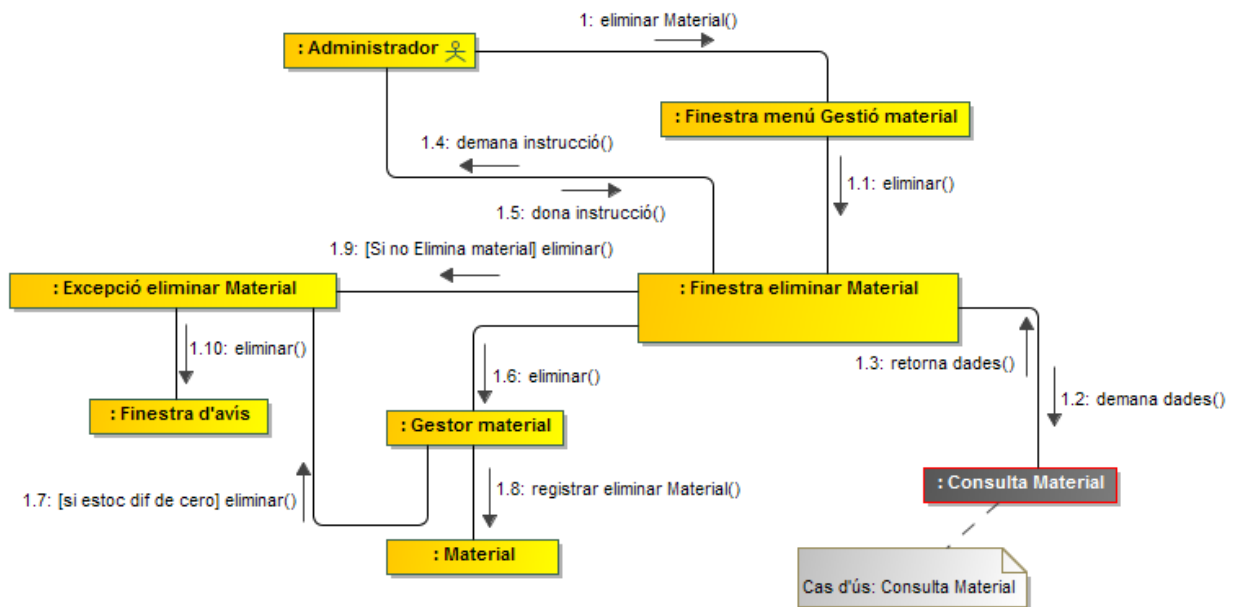 1: eliminar Material()
: Administrador
: Finestra menú Gestió material
1.4: demana instrucció()
1.1: eliminar()
1.5: dona instrucció()
1.9: [Si no Elimina material] eliminar()
: Excepció eliminar Material
: Finestra eliminar Material
1.10: eliminar()
1.3: retorna dades()
1.6: eliminar()
1.2: demana dades()
: Finestra d'avís
: Gestor material
: Consulta Material
1.7: [si estoc dif de cero] eliminar()
1.8: registrar eliminar Material()
: Material
Cas d'ús: Consulta Material